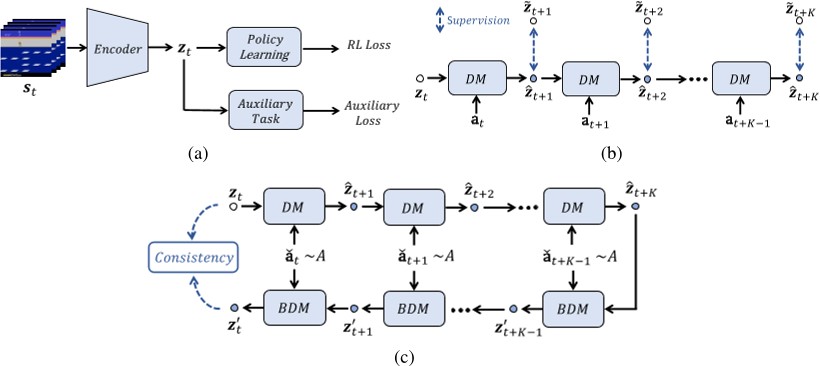 s_t
Encoder
z_t
Policy
Learning
RL Loss
Auxiliary
Task
Auxiliary
Loss
(a)
Supervision
z̃_{t+1}
z̃_{t+2}
z̃_{t+K}
z_t
DM
ẑ_{t+1}
DM
ẑ_{t+2}
•••
DM
ẑ_{t+K}
a_t
a_{t+1}
a_{t+K−1}
(b)
z_t
DM
ẑ_{t+1}
DM
ẑ_{t+2}
•••
DM
ẑ_{t+K}
Consistency
ǎ_t ~A
ǎ_{t+1} ~A
ǎ_{t+K−1} ~A
z′_t
BDM
z′_{t+1}
BDM
•••
z′_{t+K−1}
BDM
(c)